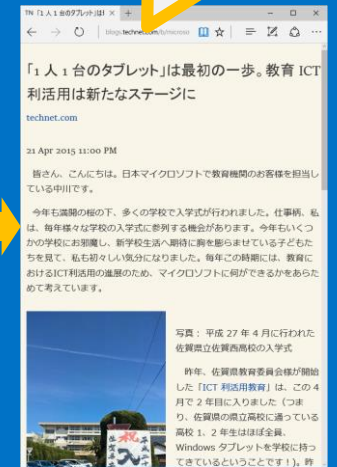 TN 「1 人 1 台のタブレット」は
blogs.technet.com/b/microso
「1 人 1 台のタブレット」は最初の一歩。教育 ICT
利活用は新たなステージに
technet.com
21 Apr 2015 11:00 PM
皆さん、こんにちは。日本マイクロソフトで教育機関のお客様を担当し
ている中川です。
今年も満開の桜の下、多くの学校で入学式が行われました。仕事柄、私
は、毎年様々な学校の入学式に参列する機会があります。今年もいくつ
かの学校にお邪魔し、新学校生活へ期待に胸を膨らませている子どもた
ちを見て、私も初々しい気分になりました。毎年この時期には、教育に
おけるICT利活用の進展のため、マイクロソフトに何ができるかをあらた
めて考えています。
写真： 平成 27 年 4 月に行われた
佐賀県立佐賀西高校の入学式
昨年、佐賀県教育委員会様が開始
した「ICT 利活用教育」は、この 4
月で 2 年目に入りました（つま
り、佐賀県の県立高校に通っている
高校 1、2 年生はほぼ全員、
Windows タブレットを学校に持っ
てきているということです！）。昨
祝